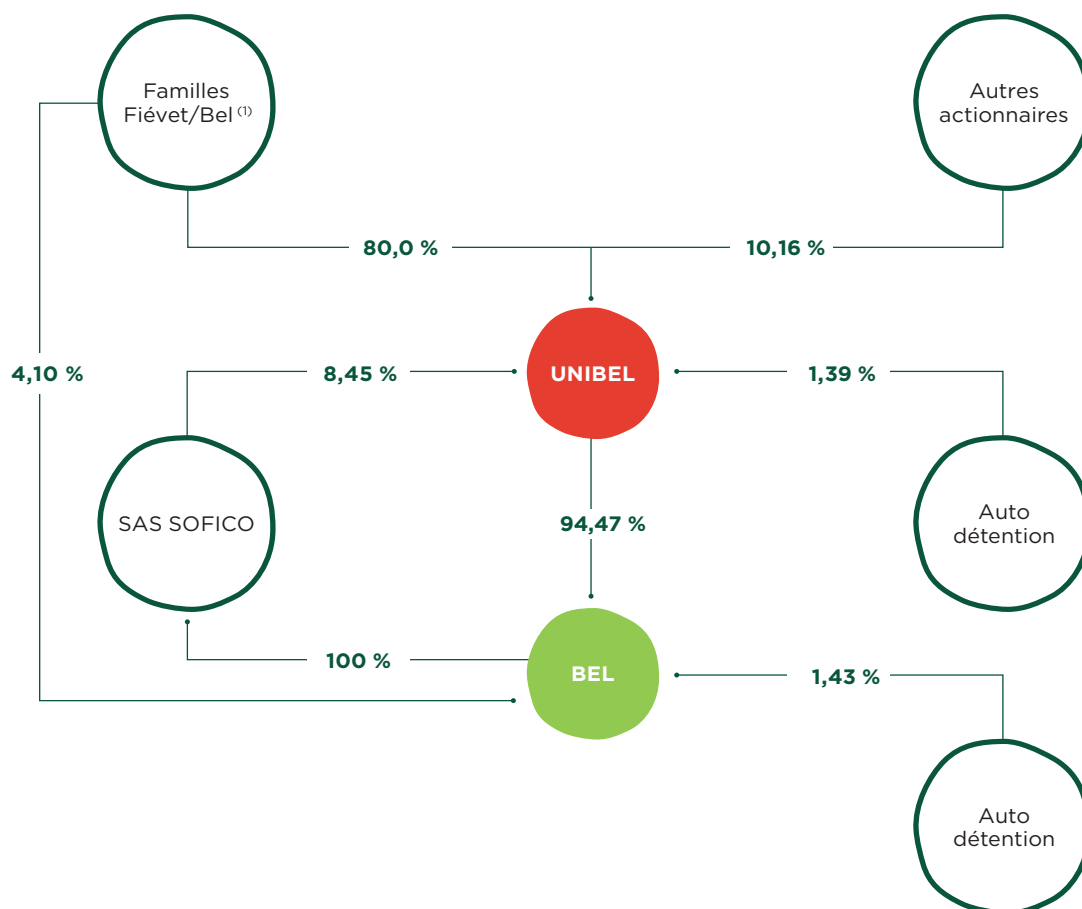 Familles
Fiévet/Bel (1)
Autres
actionnaires
80,0 %
10,16 %
4,10 %
8,45 %
UNIBEL
1,39 %
SAS SOFICO
94,47 %
Auto
détention
100 %
BEL
1,43 %
Auto
détention